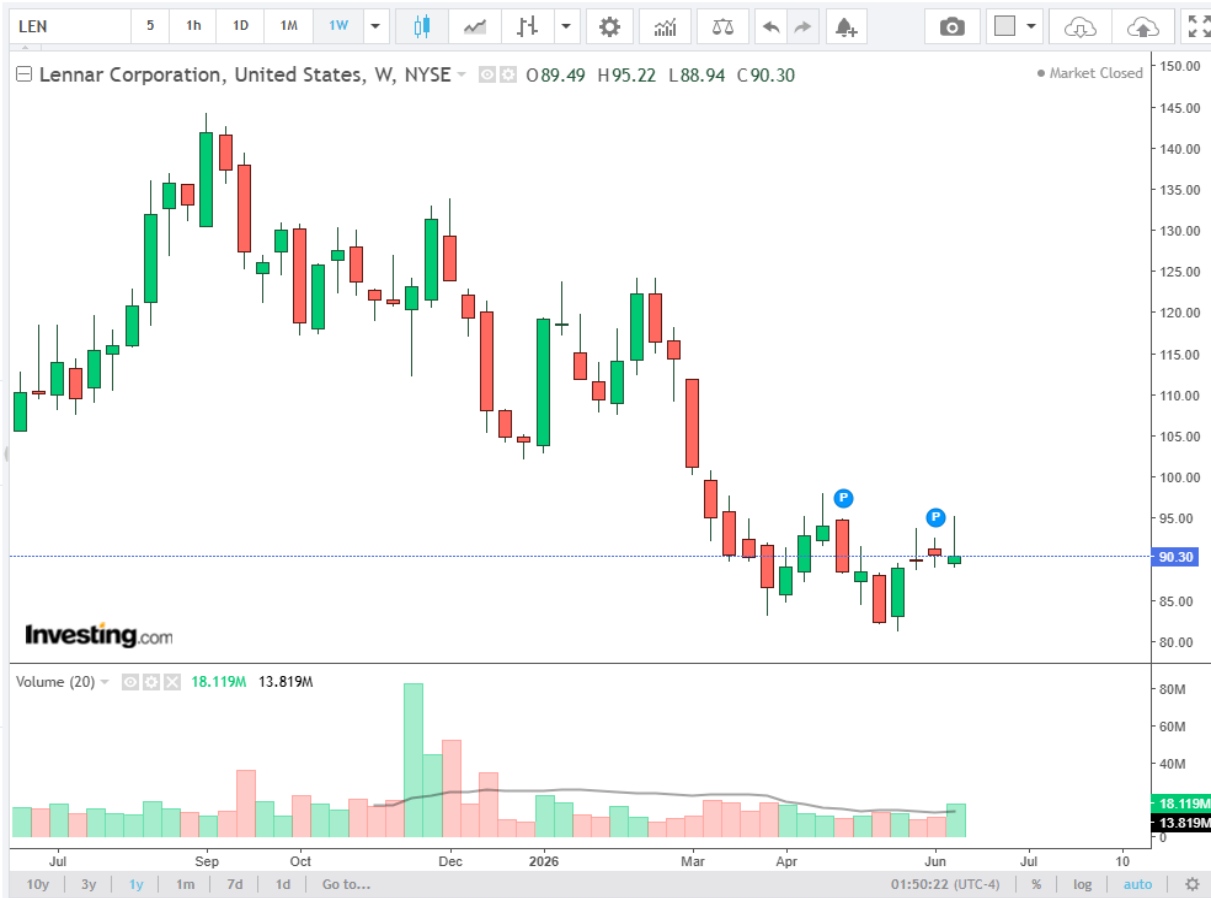 LEN 5 1h 1D 1M 1W
Lennar Corporation, United States, W, NYSE O89.49 H95.22 L88.94 C90.30 Market Closed
150.00
145.00
140.00
135.00
130.00
125.00
120.00
115.00
110.00
105.00
100.00
P
95.00
P
90.30
85.00
Investing.com
80.00
Volume (20) 18.119M 13.819M
80M
60M
40M
18.119M
13.819M
0
Jul Sep Oct Dec 2026 Mar Apr Jun Jul 10
10y 3y 1y 1m 7d 1d Go to... 01:50:22 (UTC-4) % log auto